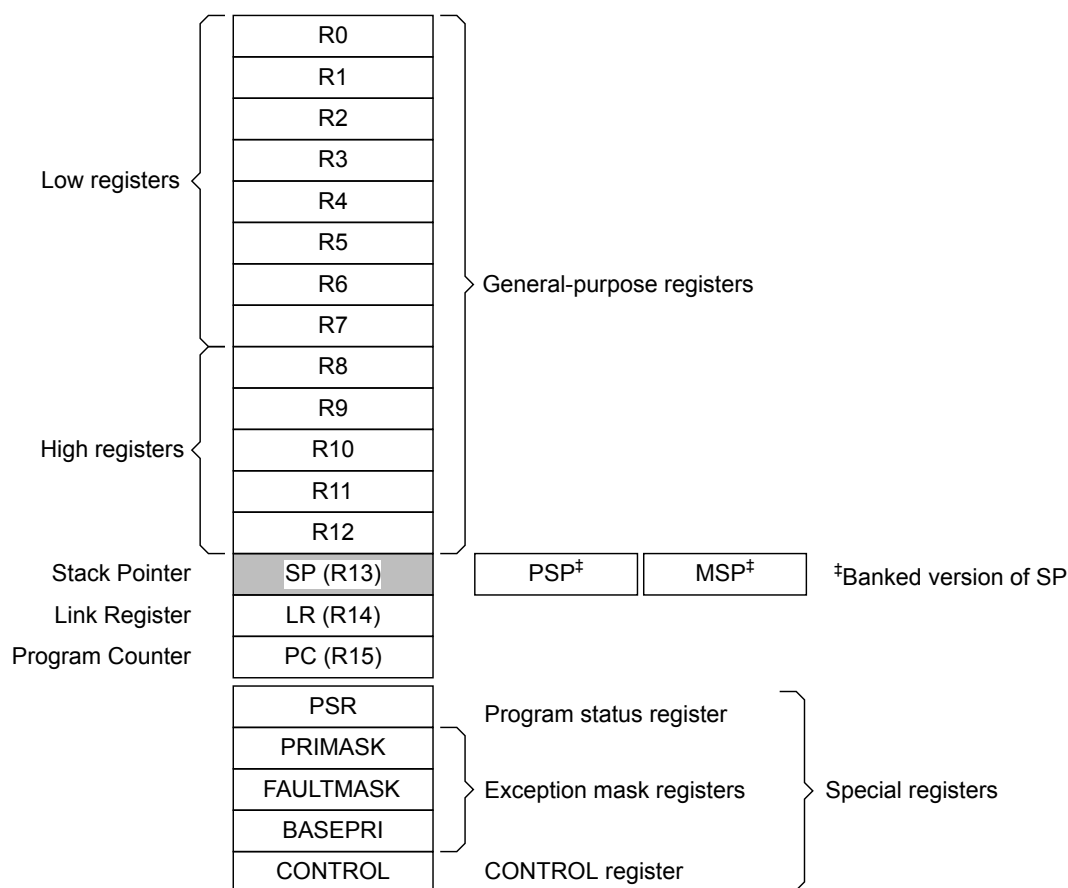 R0
R1
R2
R3
Low registers
R4
R5
R6
General-purpose registers
R7
R8
R9
High registers
R10
R11
R12
Stack Pointer
SP (R13)
PSP‡
MSP‡
‡Banked version of SP
Link Register
LR (R14)
Program Counter
PC (R15)
PSR
Program status register
PRIMASK
FAULTMASK
Exception mask registers
Special registers
BASEPRI
CONTROL
CONTROL register